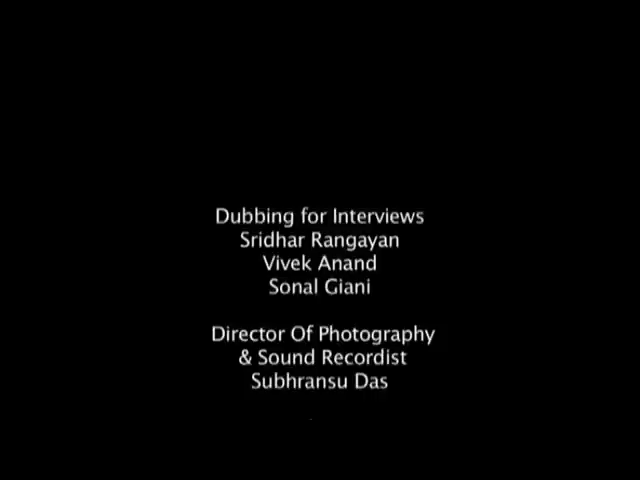 Dubbing for Interviews
Sridhar Rangayan
Vivek Anand
Sonal Giani
Director Of Photography
& Sound Recordist
Subhransu Das